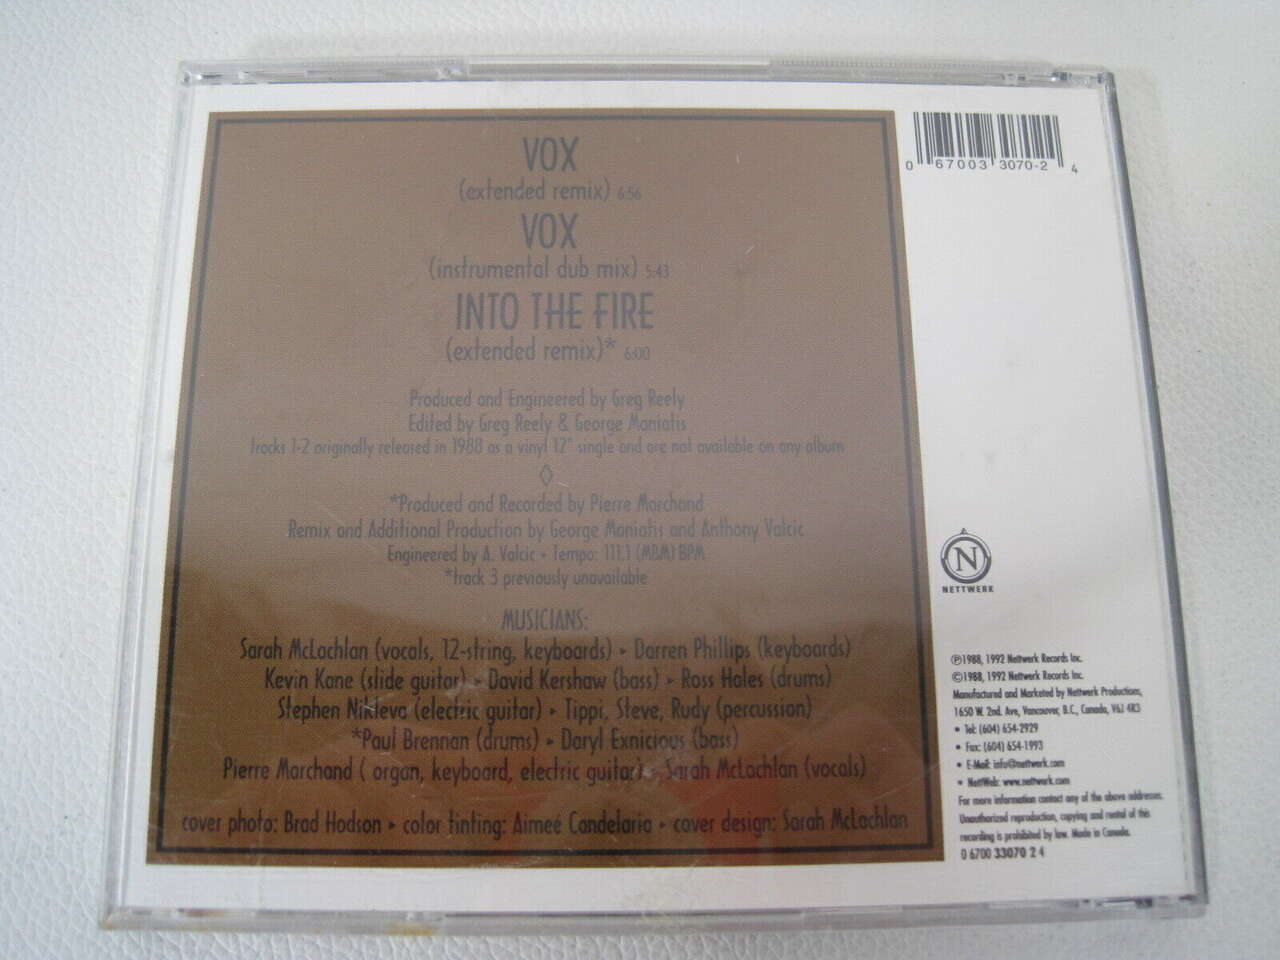 VOX
(extended remix) 6:56
VOX
(instrumental dub mix) 5:43
INTO THE FIRE
(extended remix)* 6:00
Produced and Engineered by Greg Reely
Edited by Greg Reely & George Maniatis
tracks 1-2 originally released in 1988 as a vinyl 12" single and are not available on any album
◊
*Produced and Recorded by Pierre Marchand
Remix and Additional Production by George Maniatis and Anthony Valcic
Engineered by A. Valcic • Tempo: 111.1 (MBM) BPM
*track 3 previously unavailable
MUSICIANS:
Sarah McLachlan (vocals, 12-string, keyboards) ▸ Darren Phillips (keyboards)
Kevin Kane (slide guitar) ▸ David Kershaw (bass) ▸ Ross Hales (drums)
Stephen Nikleva (electric guitar) ▸ Tippi, Steve, Rudy (percussion)
*Paul Brennan (drums) ▸ Daryl Exnicious (bass)
Pierre Marchand ( organ, keyboard, electric guitar) ▸ Sarah McLachlan (vocals)
cover photo: Brad Hodson ▸ color tinting: Aimeé Candelaria ▸ cover design: Sarah McLachlan
0 67003 3070-2 4
N
NETTWERK
℗1988, 1992 Nettwerk Records Inc.
©1988, 1992 Nettwerk Records Inc.
Manufactured and Marketed by Nettwerk Productions,
1650 W. 2nd. Ave, Vancouver, B.C., Canada, V6J 4R3
• Tel: (604) 654-2929
• Fax: (604) 654-1993
• E-Mail: info@nettwerk.com
• NettWeb: www.nettwerk.com
For more information contact any of the above addresses.
Unauthorized reproduction, copying and rental of this
recording is prohibited by law. Made in Canada.
0 6700 33070 2 4